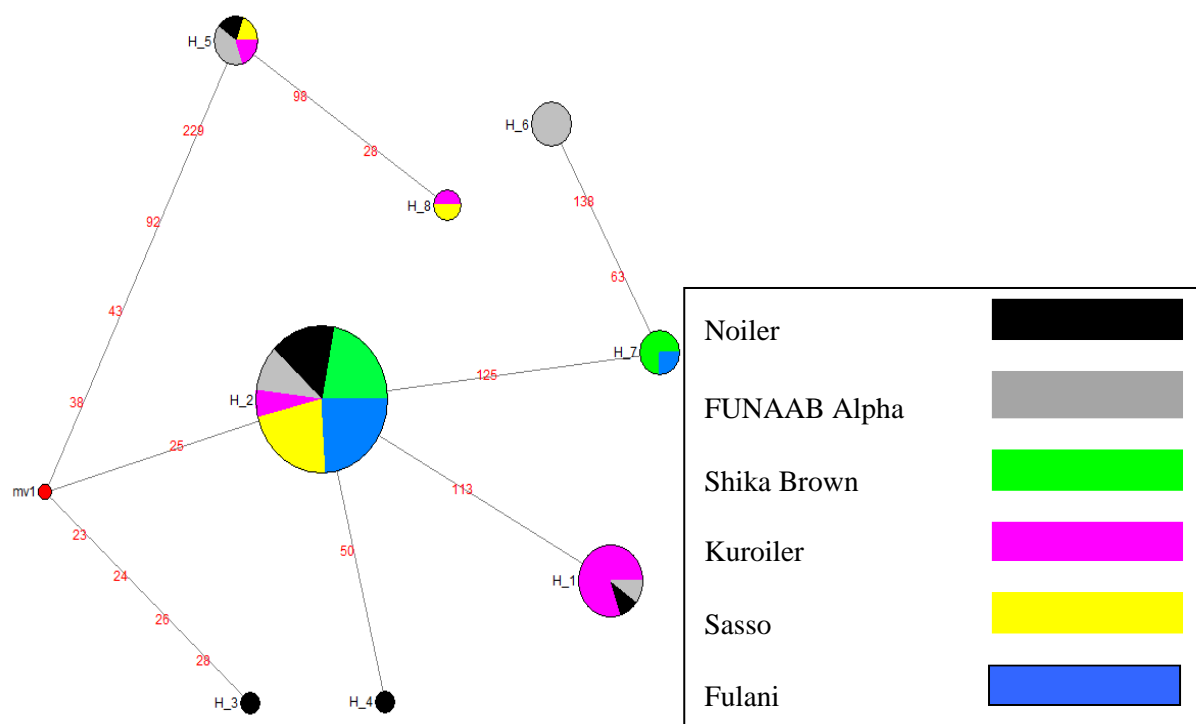 H_5
98
H_6
229
28
138
H_8
92
63
43
H_7
125
38
H_2
25
113
mv1
23
50
24
H_1
26
28
H_3
H_4
Noiler
FUNAAB Alpha
Shika Brown
Kuroiler
Sasso
Fulani